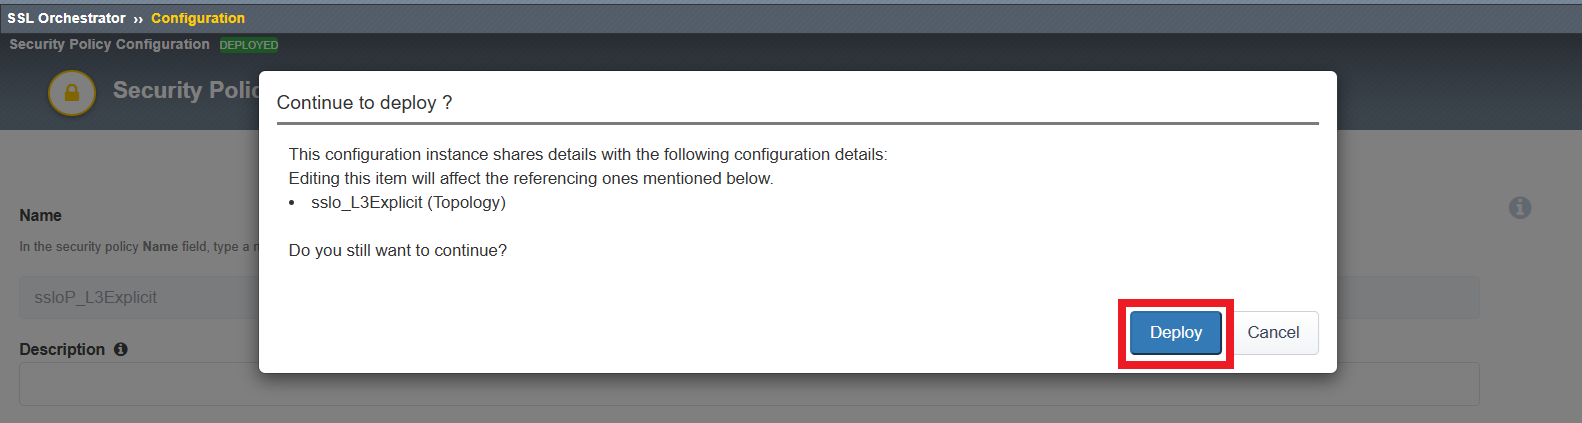 SSL Orchestrator ›› Configuration
Security Policy Configuration DEPLOYED
Security Polic
Continue to deploy ?
This configuration instance shares details with the following configuration details:
Editing this item will affect the referencing ones mentioned below.
• sslo_L3Explicit (Topology)
Do you still want to continue?
Deploy Cancel
Name
In the security policy Name field, type a
ssloP_L3Explicit
Description